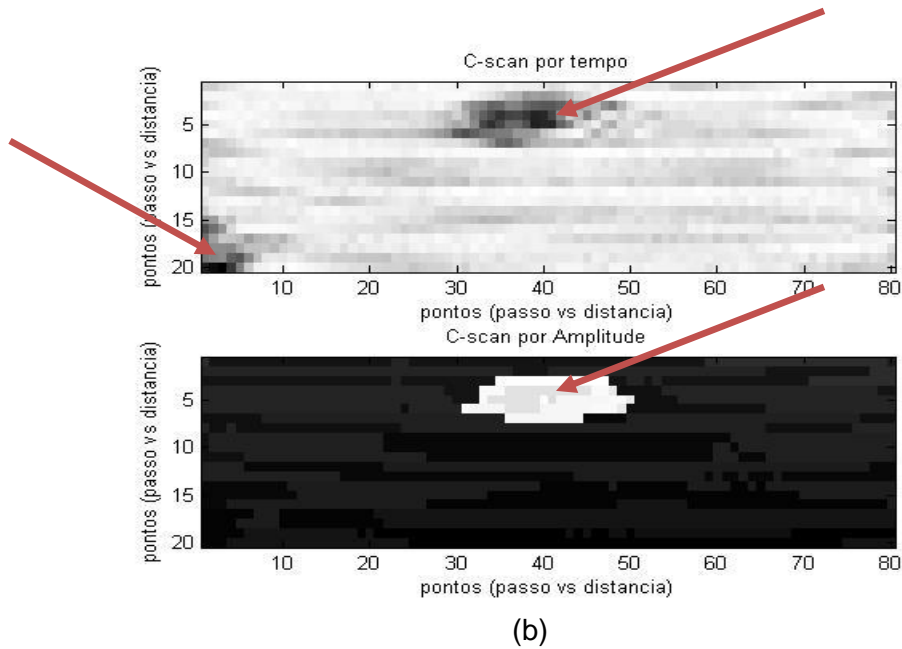 C-scan por tempo
pontos (passo vs distancia)
5
10
15
20
10 20 30 40 50 60 70 80
pontos (passo vs distancia)
C-scan por Amplitude
pontos (passo vs distancia)
5
10
15
20
10 20 30 40 50 60 70 80
pontos (passo vs distancia)
(b)